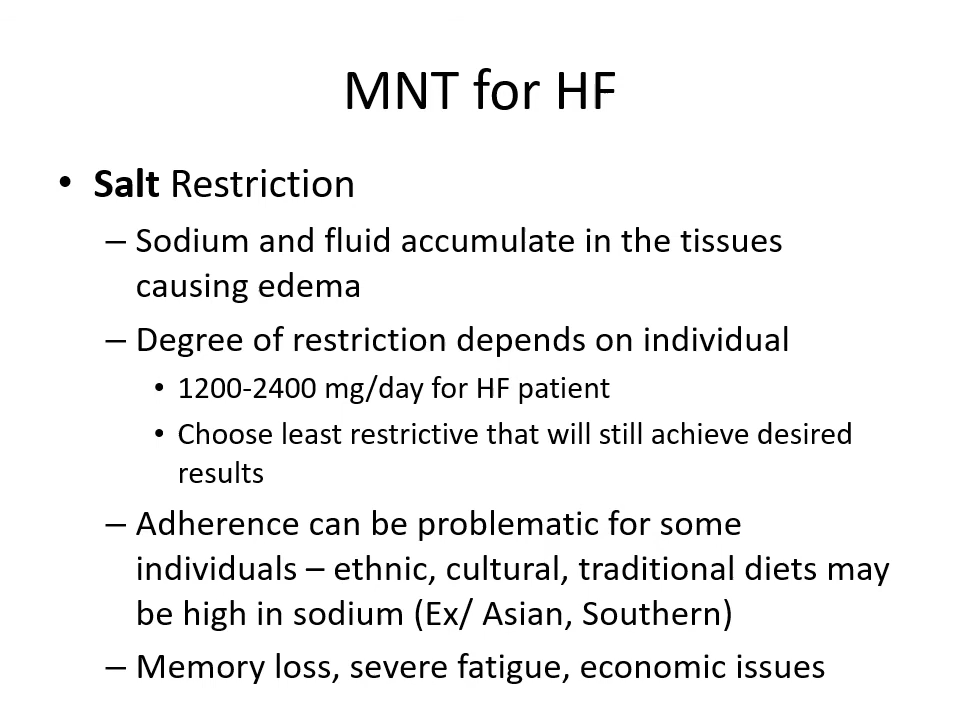 MNT for HF
• Salt Restriction
– Sodium and fluid accumulate in the tissues
causing edema
– Degree of restriction depends on individual
• 1200-2400 mg/day for HF patient
• Choose least restrictive that will still achieve desired
results
– Adherence can be problematic for some
individuals – ethnic, cultural, traditional diets may
be high in sodium (Ex/ Asian, Southern)
– Memory loss, severe fatigue, economic issues